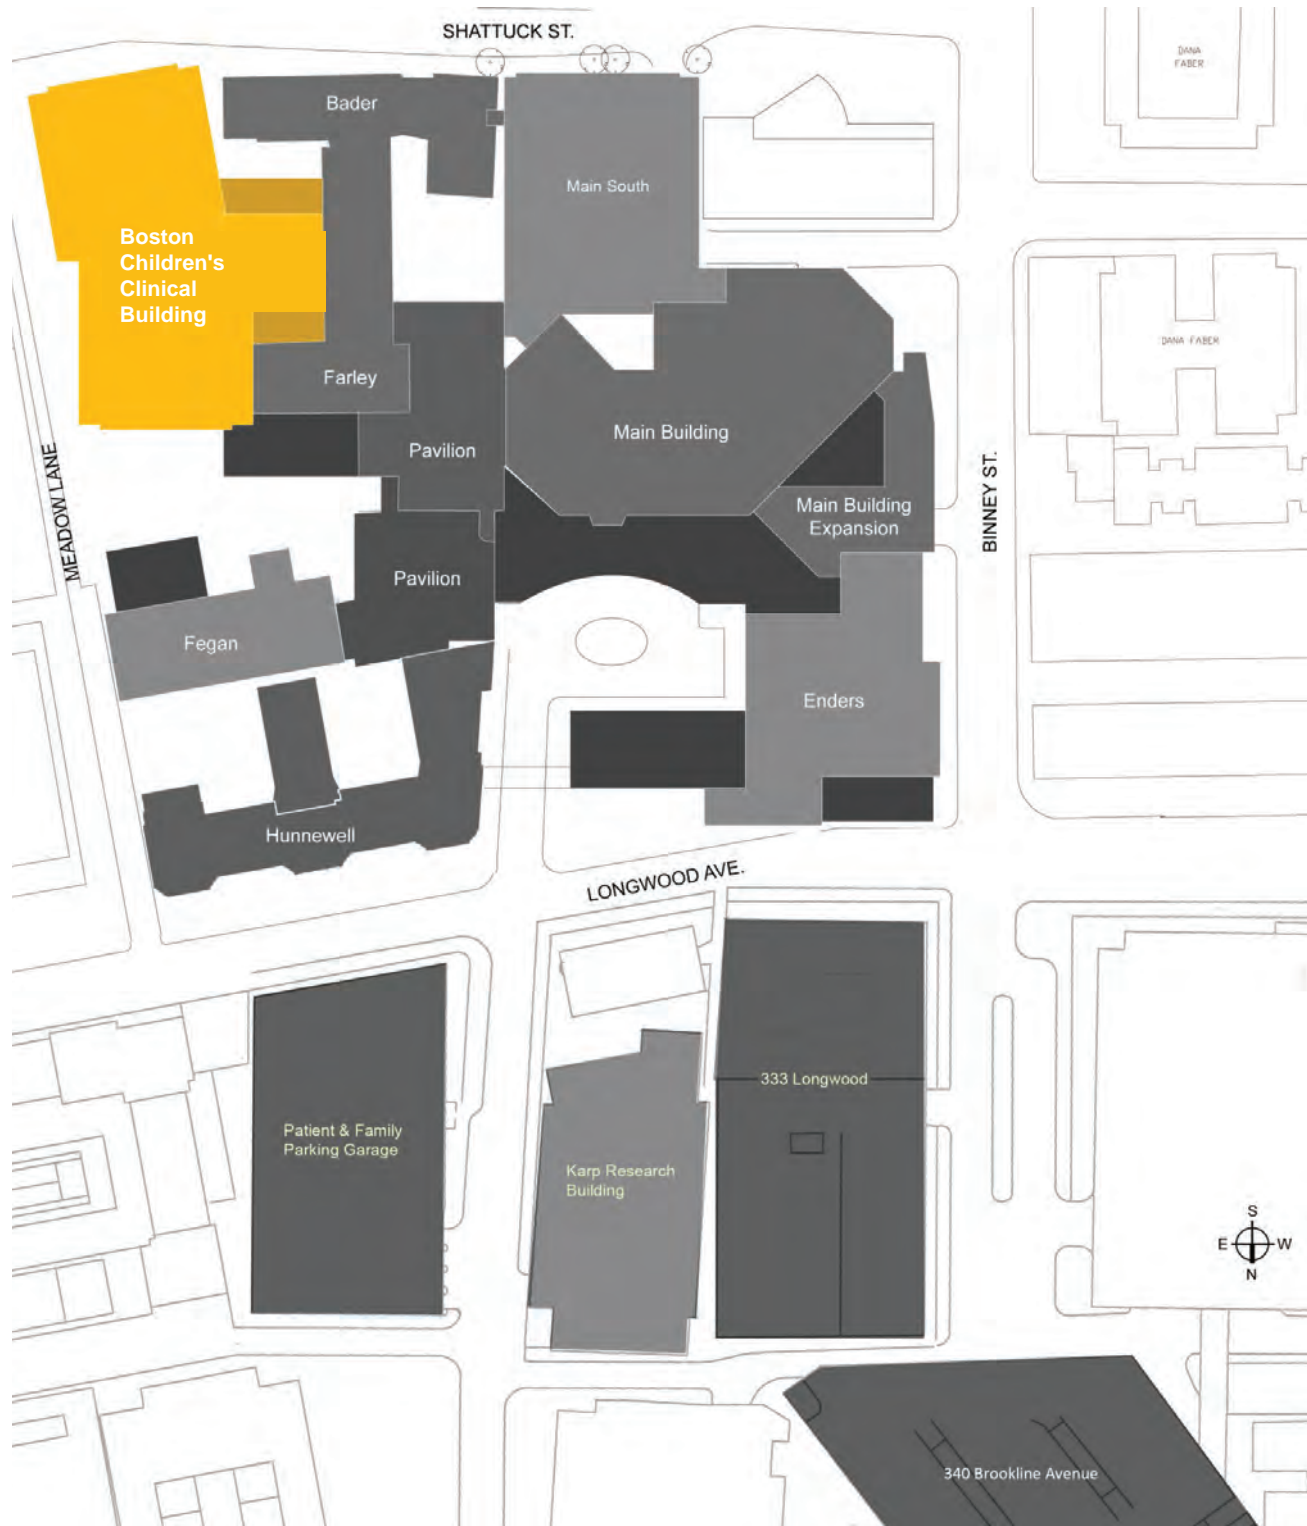 SHATTUCK ST.
DANA
FABER
Bader
Main South
Boston
Children's
Clinical
Building
DANA FABER
Farley
Main Building
Pavilion
MEADOW LANE
BINNEY ST.
Main Building
Expansion
Pavilion
Fegan
Enders
Hunnewell
LONGWOOD AVE.
333 Longwood
Patient & Family
Parking Garage
Karp Research
Building
S
E W
N
340 Brookline Avenue